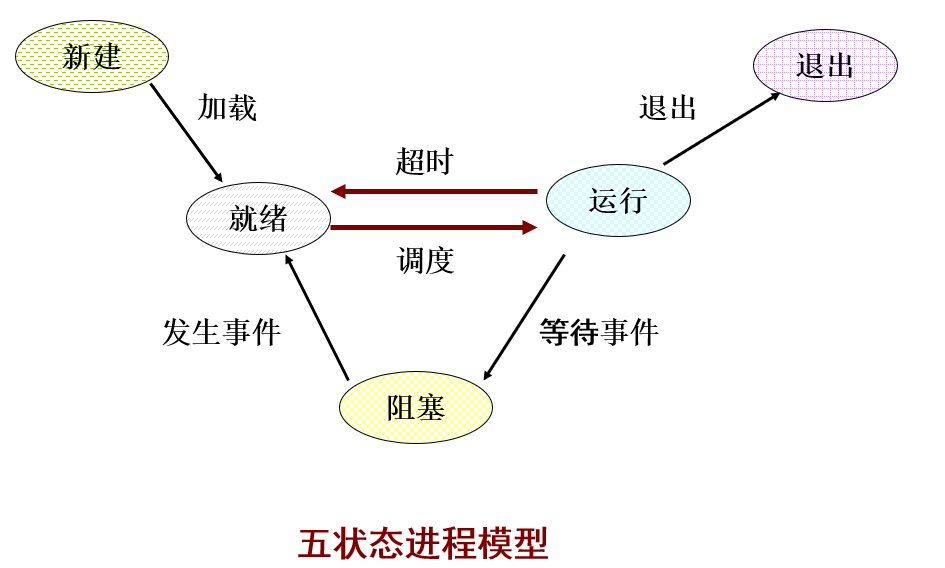 新建
退出
加载
退出
超时
运行
就绪
调度
发生事件
等待事件
阻塞
五状态进程模型